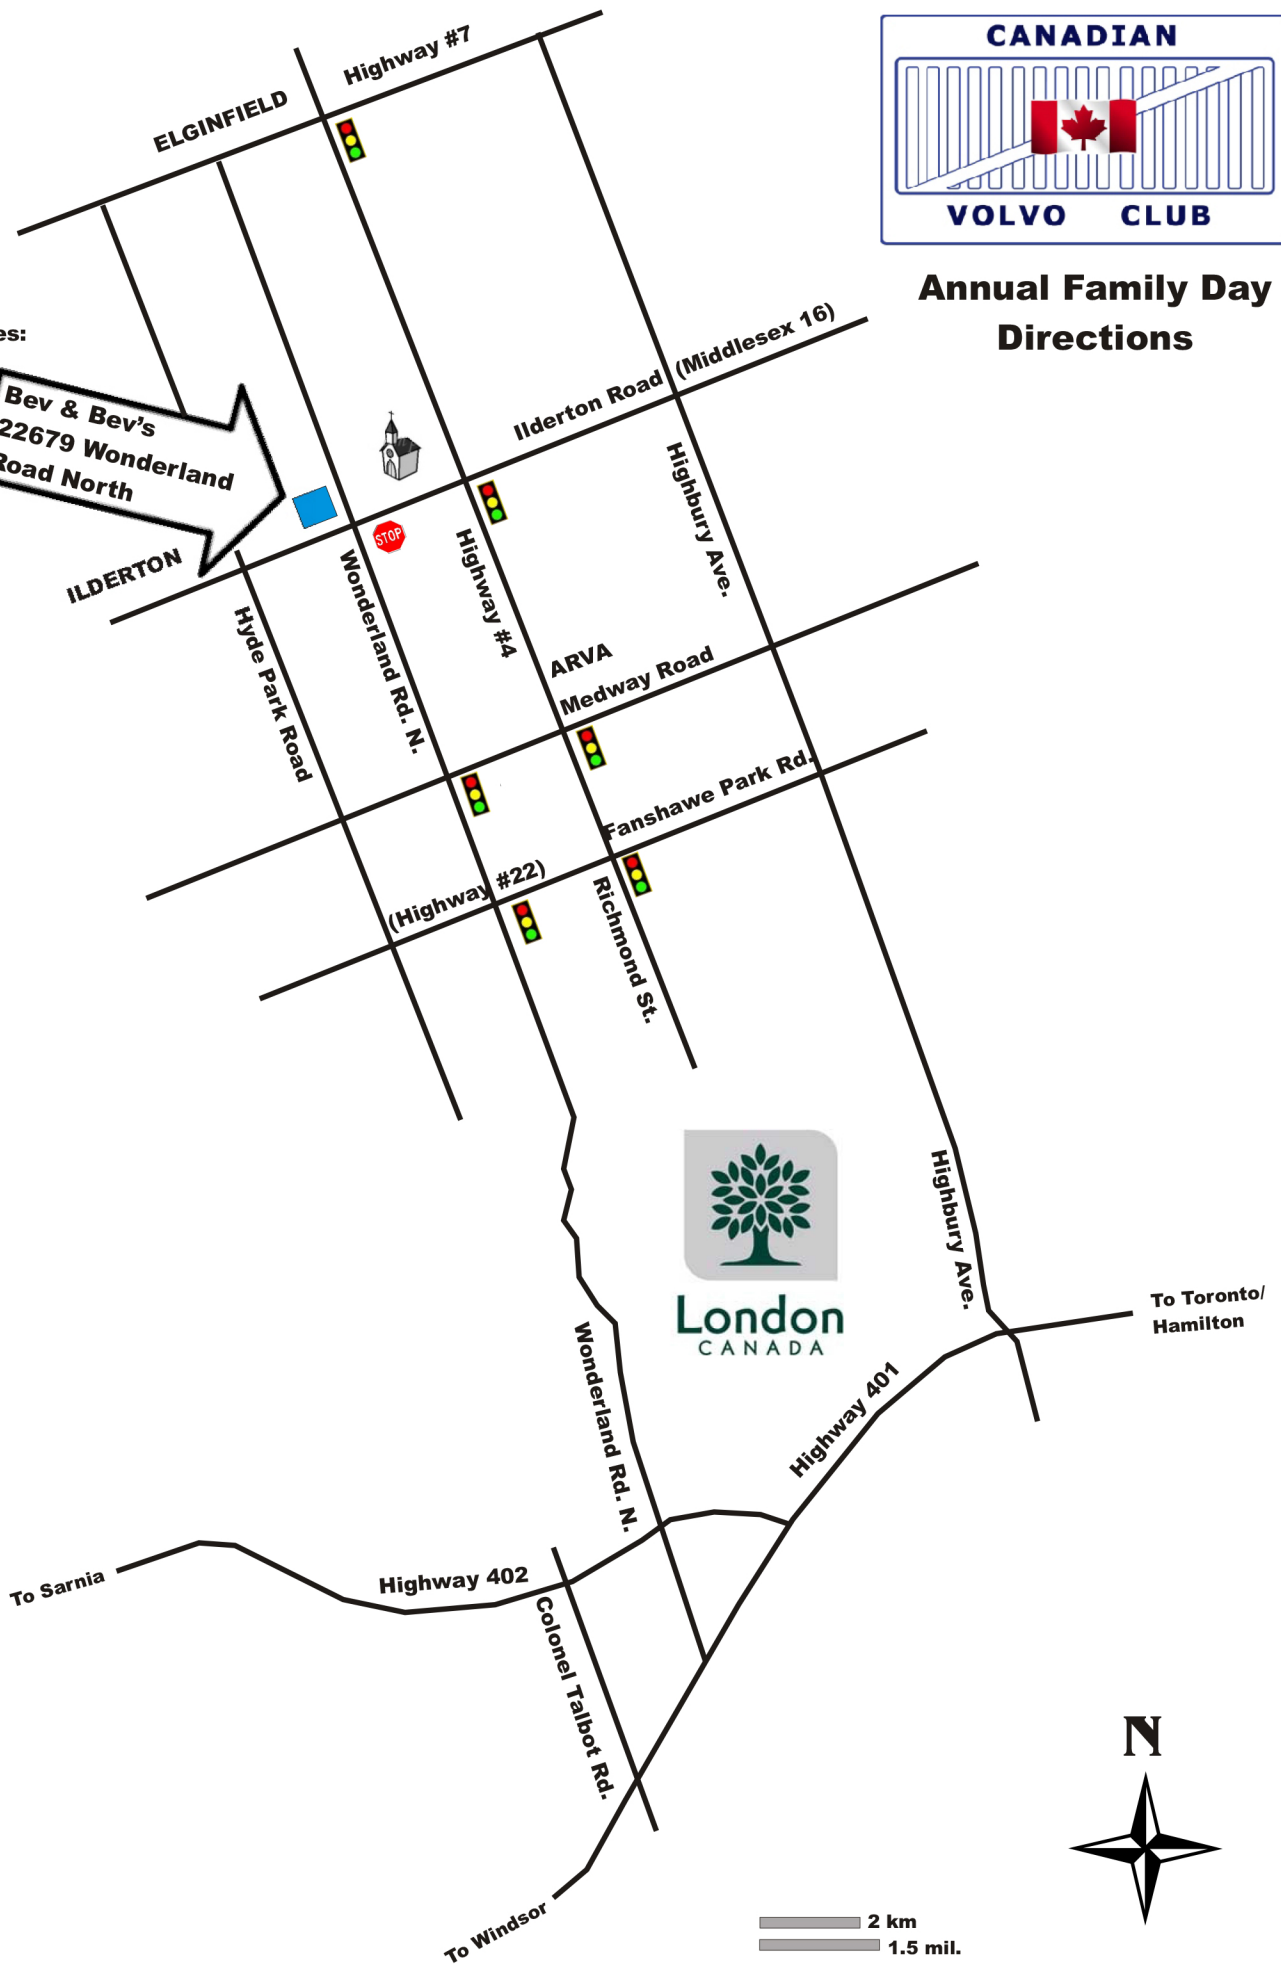 CANADIAN
VOLVO CLUB
Annual Family Day
Directions
Highway #7
ELGINFIELD
es:
Bev & Bev's
22679 Wonderland
Road North
Ilderton Road (Middlesex 16)
STOP
ILDERTON
Hyde Park Road
Wonderland Rd. N.
Highway #4
Highbury Ave.
ARVA
Medway Road
Fanshawe Park Rd.
(Highway #22)
Richmond St.
London
CANADA
Highbury Ave.
To Toronto/
Hamilton
Wonderland Rd. N.
Highway 401
To Sarnia
Highway 402
Colonel Talbot Rd.
To Windsor
N
2 km
1.5 mil.